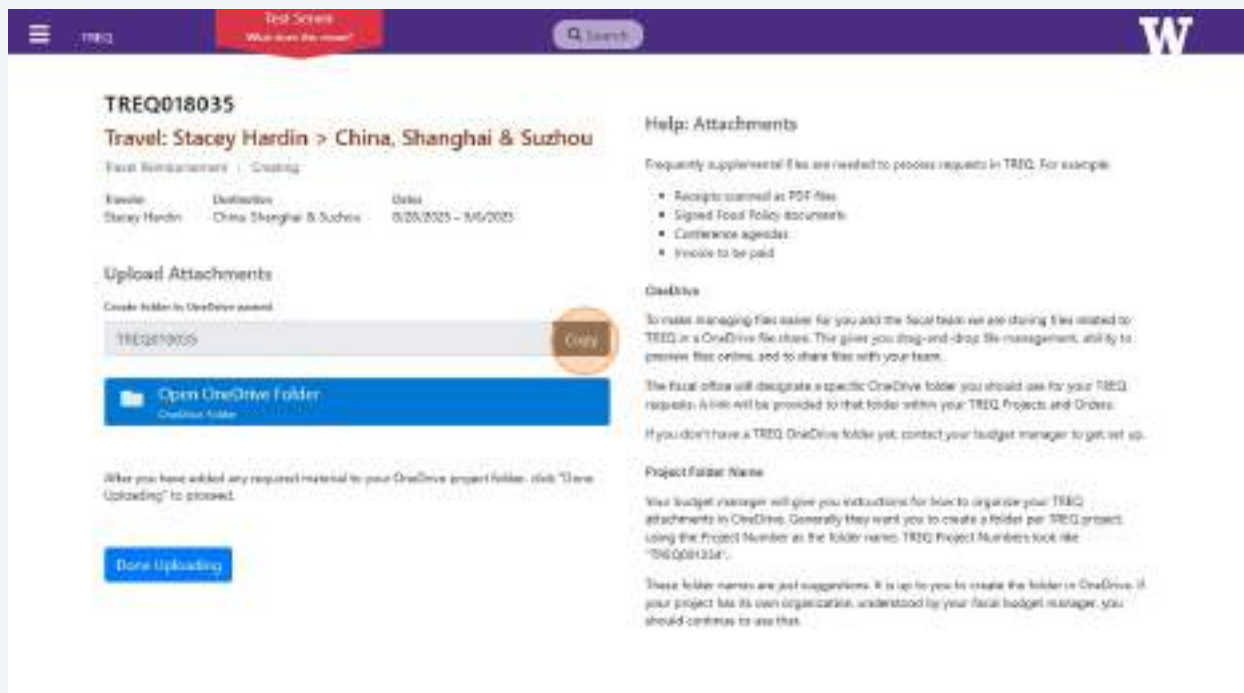 TREQ
Test Server
What does this mean?
Search
W
TREQ018035
Travel: Stacey Hardin > China, Shanghai & Suzhou
Travel Reimbursement | Creating
Traveler Destination Dates
Stacey Hardin China, Shanghai & Suzhou 8/28/2025 – 9/6/2025
Upload Attachments
Create folder in OneDrive named
TREQ018035
Copy
Open OneDrive Folder
OneDrive Folder
After you have added any required material to your OneDrive project folder, click "Done
Uploading" to proceed.
Done Uploading
Help: Attachments
Frequently supplemental files are needed to process requests in TREQ. For example:
• Receipts scanned as PDF files
• Signed Food Policy documents
• Conference agendas
• Invoice to be paid
OneDrive
To make managing files easier for you and the fiscal team we are storing files related to
TREQ in a OneDrive file share. This gives you drag-and-drop file management, ability to
preview files online, and to share files with your team.
The fiscal office will designate a specific OneDrive folder you should use for your TREQ
requests. A link will be provided to that folder within your TREQ Projects and Orders.
If you don't have a TREQ OneDrive folder yet, contact your budget manager to get set up.
Project Folder Name
Your budget manager will give you instructions for how to organize your TREQ
attachments in OneDrive. Generally they want you to create a folder per TREQ project,
using the Project Number as the folder name. TREQ Project Numbers look like
These folder names are just suggestions. It is up to you to create the folder in OneDrive. If
your project has its own organization, understood by your fiscal budget manager, you
should continue to use that.